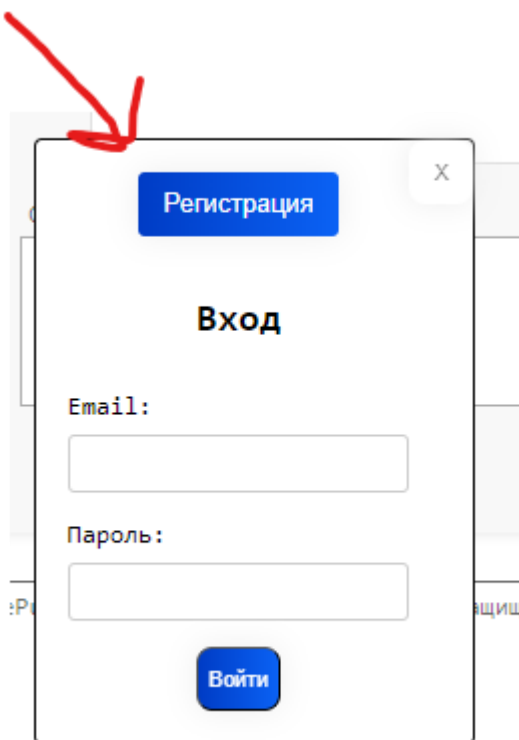 x
Регистрация
Вход
Email:
Пароль:
Войти